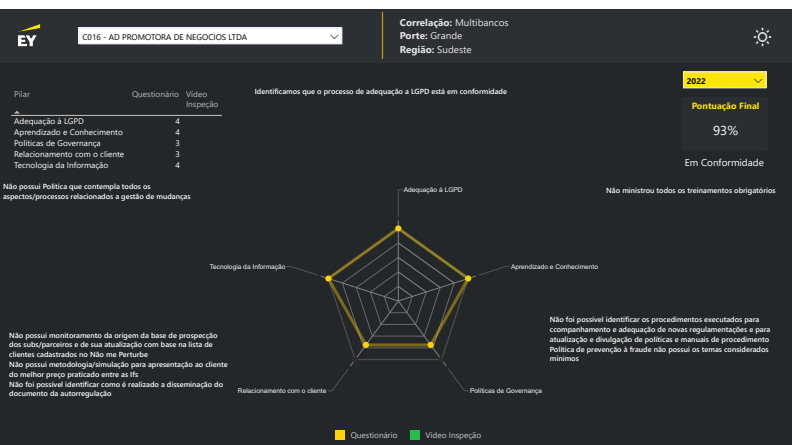 EY
C016 - AD PROMOTORA DE NEGOCIOS LTDA
Correlação: Multibancos
Porte: Grande
Região: Sudeste
2022
Pontuação Final
93%
Em Conformidade
Pilar Questionário Video Inspeção
Adequação à LGPD 4
Aprendizado e Conhecimento 4
Políticas de Governança 3
Relacionamento com o cliente 3
Tecnologia da Informação 4
Identificamos que o processo de adequação a LGPD está em conformidade
Não possui Política que contempla todos os
aspectos/processos relacionados a gestão de mudanças
Não ministrou todos os treinamentos obrigatórios
Adequação à LGPD
Tecnologia da Informação
Aprendizado e Conhecimento
Relacionamento com o cliente
Políticas de Governança
Não possui monitoramento da origem da base de prospecção
dos subs/parceiros e de sua atualização com base na lista de
clientes cadastrados no Não me Perturbe
Não possui metodologia/simulação para apresentação ao cliente
do melhor preço praticado entre as Ifs
Não foi possível identificar como é realizado a disseminação do
documento da autorregulação
Não foi possível identificar os procedimentos executados para
ccompanhamento e adequação de novas regulamentações e para
atualização e divulgação de políticas e manuais de procedimento
Política de prevenção à fraude não possui os temas considerados
mínimos
Questionário
Video Inspeção